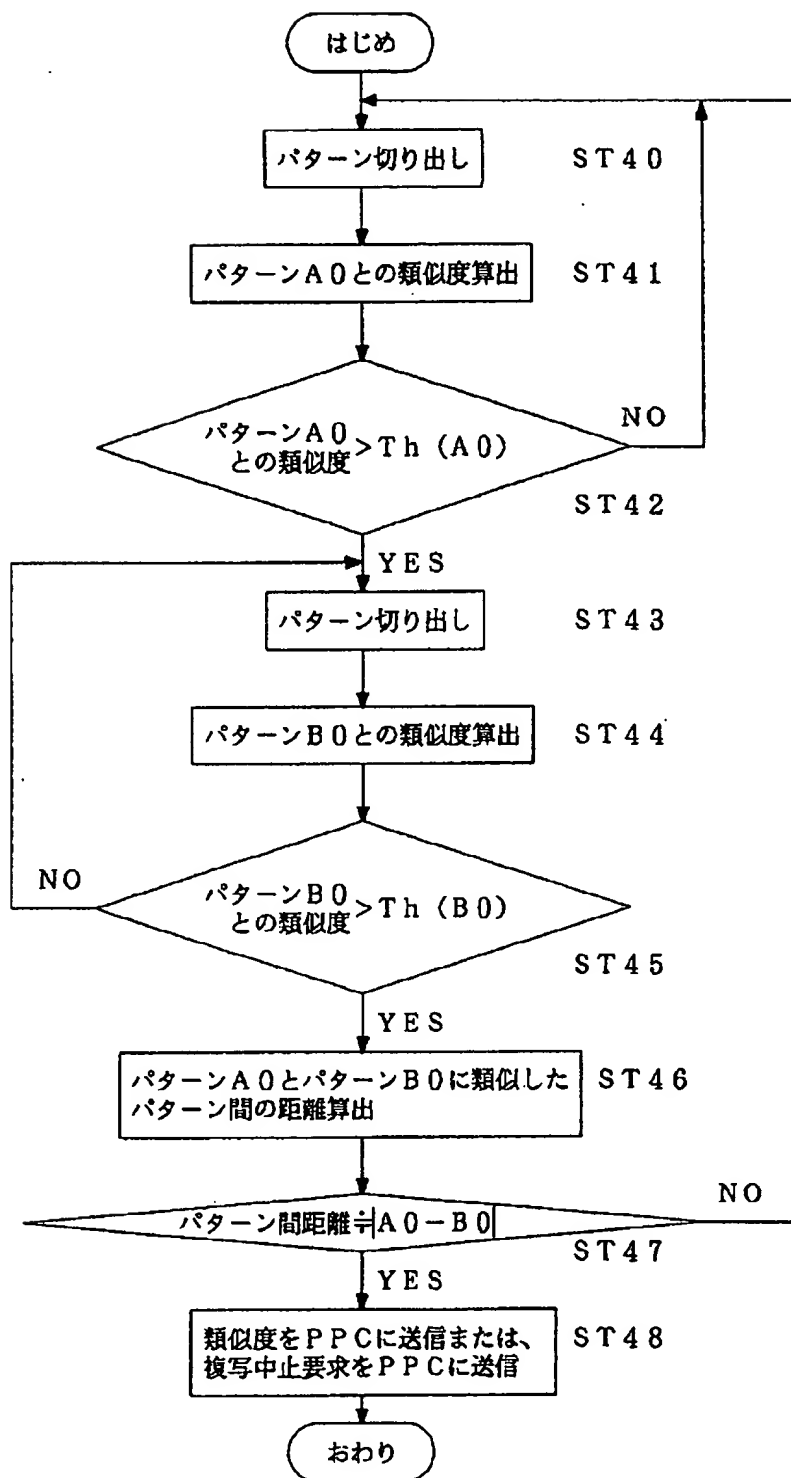 はじめ
パターン切り出し
ST40
パターンA0との類似度算出
ST41
パターンA0
との類似度
>Th(A0)
NO
ST42
YES
パターン切り出し
ST43
パターンB0との類似度算出
ST44
NO
パターンB0
との類似度
>Th(B0)
ST45
YES
パターンA0とパターンB0に類似した
パターン間の距離算出
ST46
パターン間距離≒|A0-B0|
NO
ST47
YES
類似度をPPCに送信または、
複写中止要求をPPCに送信
ST48
おわり